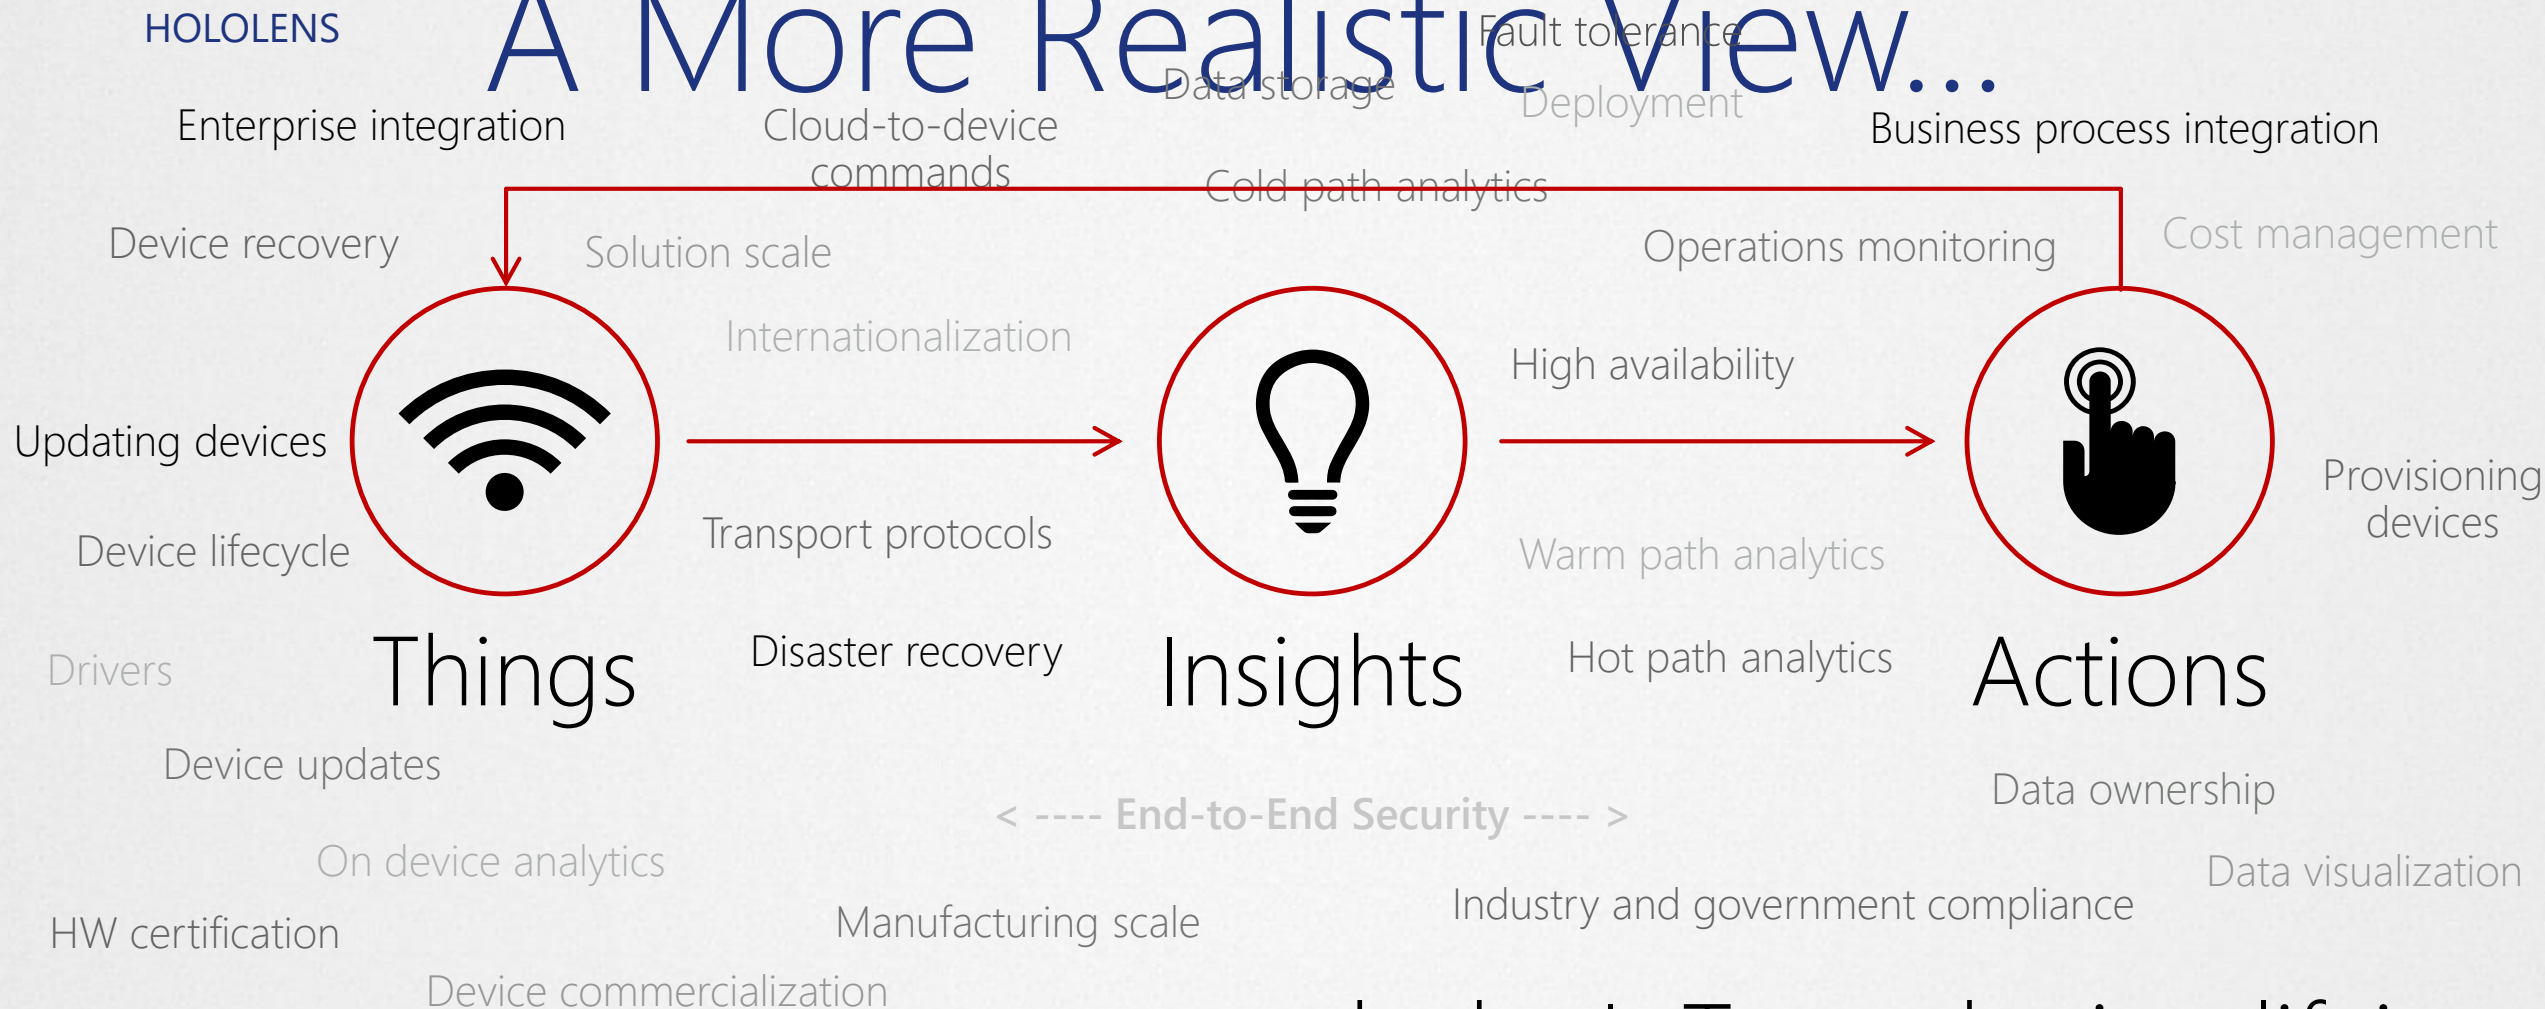 HOLOLENS
A More Realistic View...
Fault tolerance
Data storage
Deployment
Enterprise integration
Cloud-to-device
commands
Business process integration
Cold path analytics
Device recovery
Solution scale
Operations monitoring
Cost management
Internationalization
High availability
Updating devices
Provisioning
devices
Transport protocols
Device lifecycle
Warm path analytics
Disaster recovery
Hot path analytics
Drivers
Things
Insights
Actions
Device updates
Data ownership
< ---- End-to-End Security ---- >
On device analytics
Data visualization
Industry and government compliance
HW certification
Manufacturing scale
Device commercialization